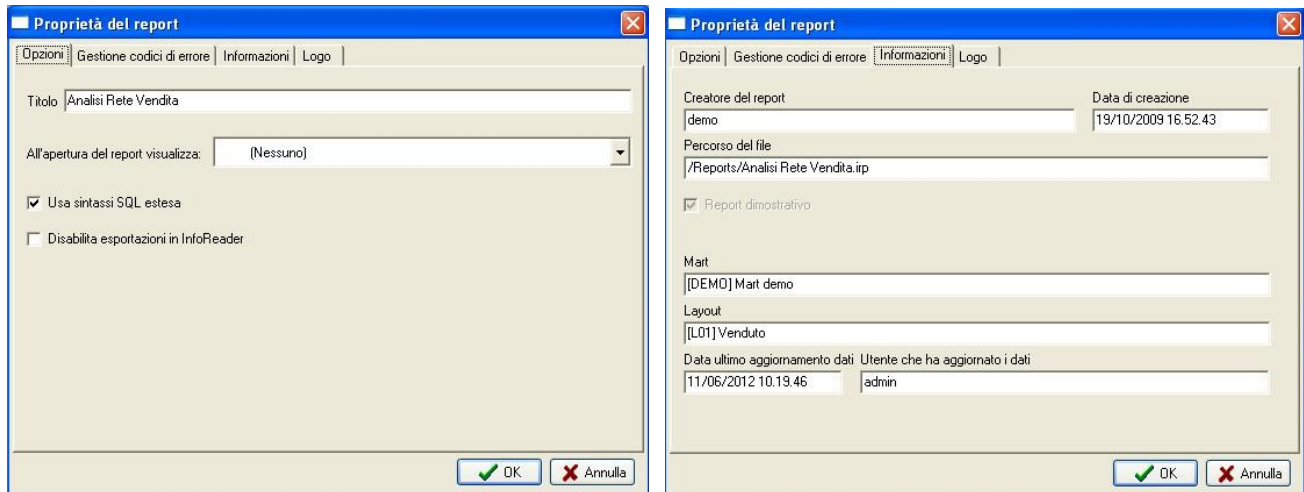 Proprietà del report
Opzioni Gestione codici di errore Informazioni Logo
Titolo Analisi Rete Vendita
All'apertura del report visualizza: (Nessuno)
Usa sintassi SQL estesa
Disabilita esportazioni in InfoReader
OK Annulla
Proprietà del report
Opzioni Gestione codici di errore Informazioni Logo
Creatore del report Data di creazione
demo 19/10/2009 16.52.43
Percorso del file
/Reports/Analisi Rete Vendita.irp
Report dimostrativo
Mart
[DEMO] Mart demo
Layout
[L01] Venduto
Data ultimo aggiornamento dati Utente che ha aggiornato i dati
11/06/2012 10.19.46 admin
OK Annulla